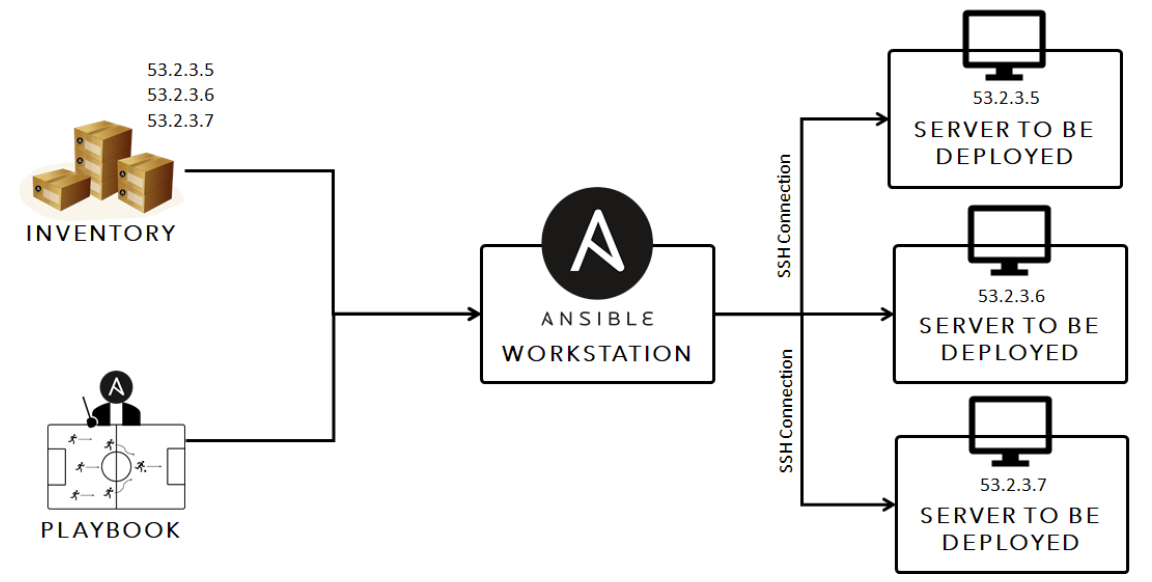 53.2.3.5
53.2.3.6
53.2.3.7
INVENTORY
PLAYBOOK
ANSIBLE
WORKSTATION
SSH Connection
SSH Connection
53.2.3.5
SERVER TO BE
DEPLOYED
53.2.3.6
SERVER TO BE
DEPLOYED
53.2.3.7
SERVER TO BE
DEPLOYED